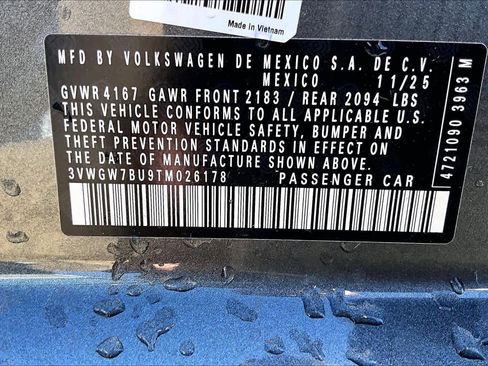 Made in Vietnam
MFD BY VOLKSWAGEN DE MEXICO S.A. DE C.V.
MEXICO 11/25
GVWR 4167 GAWR FRONT 2183 / REAR 2094 LBS
THIS VEHICLE CONFORMS TO ALL APPLICABLE U.S.
FEDERAL MOTOR VEHICLE SAFETY, BUMPER AND
THEFT PREVENTION STANDARDS IN EFFECT ON
THE DATE OF MANUFACTURE SHOWN ABOVE.
3VWGW7BU9TM026178 PASSENGER CAR
4721090 3963 M